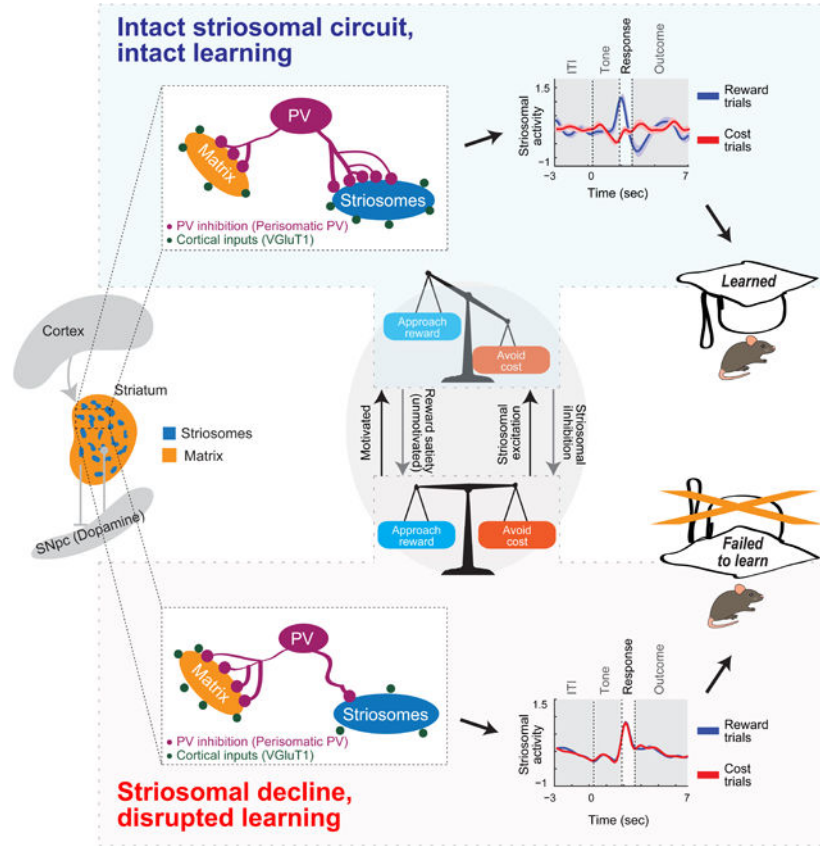 Intact striosomal circuit,
intact learning
PV
Matrix
Striosomes
PV inhibition (Perisomatic PV)
Cortical inputs (VGluT1)
ITI
Tone
Response
Outcome
1.5
-1
Striosomal
activity
-3
0
7
Time (sec)
Reward
trials
Cost
trials
Learned
Cortex
Striatum
Striosomes
Matrix
SNpc (Dopamine)
Approach
reward
Avoid
cost
Motivated
Reward satiety
(unmotivated)
Striosomal
excitation
Striosomal
iinhibition
Approach
reward
Avoid
cost
Failed
to learn
PV
Matrix
Striosomes
PV inhibition (Perisomatic PV)
Cortical inputs (VGluT1)
ITI
Tone
Response
Outcome
1.5
-1
Striosomal
activity
-3
0
7
Time (sec)
Reward
trials
Cost
trials
Striosomal decline,
disrupted learning